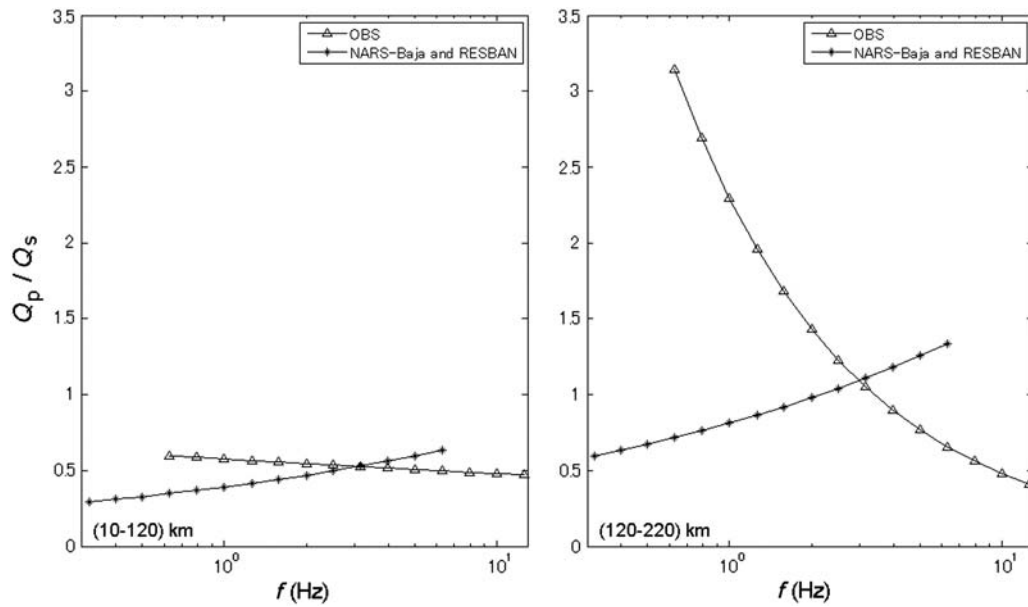 3.5
3
2.5
2
1.5
1
0.5
0
Qp / Qs
OBS
NARS-Baja and RESBAN
(10-120) km
10⁰
10¹
f (Hz)
3.5
3
2.5
2
1.5
1
0.5
0
OBS
NARS-Baja and RESBAN
(120-220) km
10⁰
10¹
f (Hz)